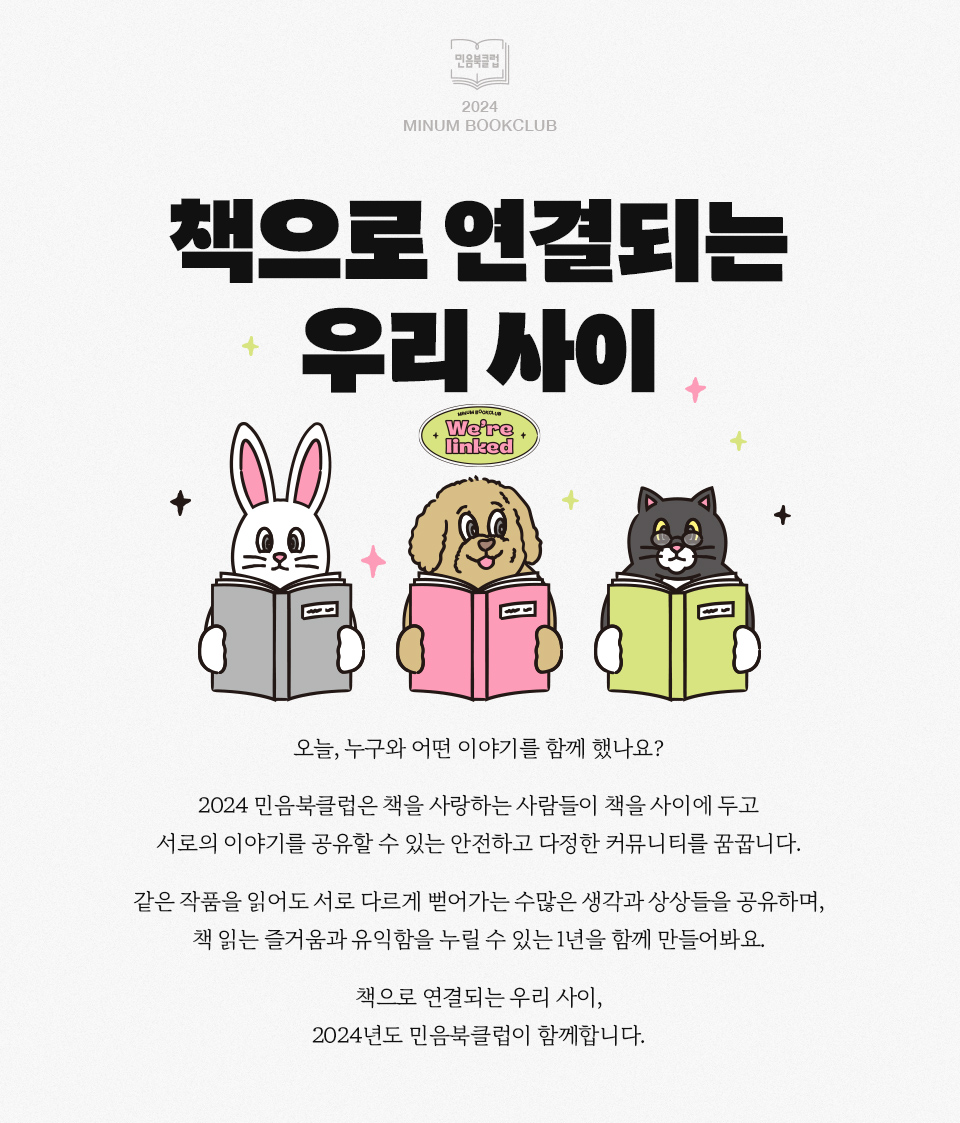 민음북클럽
2024
MINUM BOOKCLUB
책으로 연결되는
우리 사이
MINUM BOOKCLUB
We're
linked
오늘, 누구와 어떤 이야기를 함께 했나요?
2024 민음북클럽은 책을 사랑하는 사람들이 책을 사이에 두고
서로의 이야기를 공유할 수 있는 안전하고 다정한 커뮤니티를 꿈꿉니다.
같은 작품을 읽어도 서로 다르게 뻗어가는 수많은 생각과 상상들을 공유하며,
책 읽는 즐거움과 유익함을 누릴 수 있는 1년을 함께 만들어봐요.
책으로 연결되는 우리 사이,
2024년도 민음북클럽이 함께합니다.